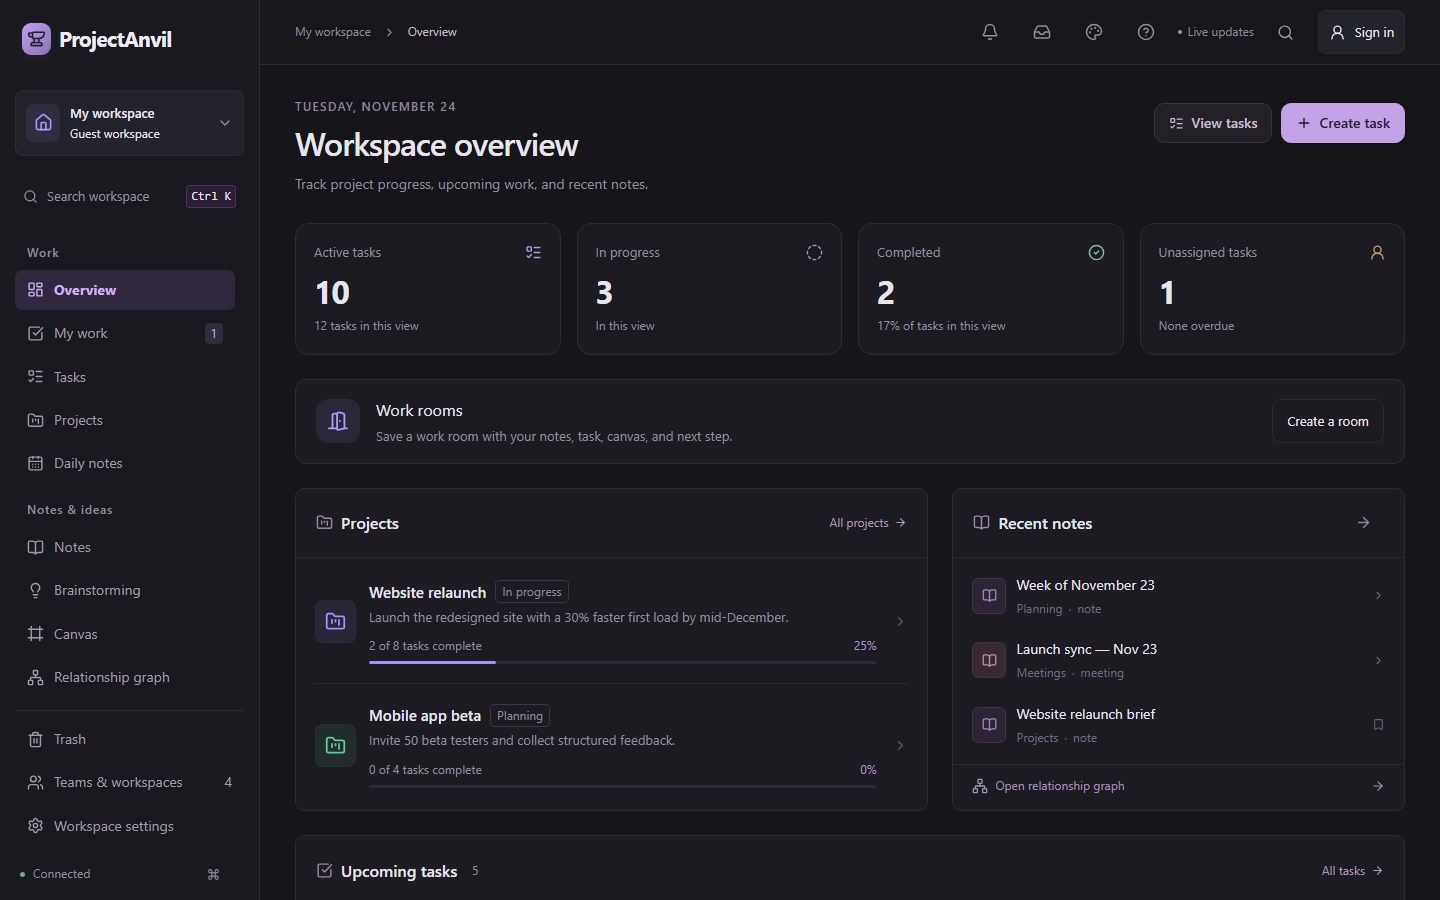 ProjectAnvil
My workspace
Guest workspace
Search workspace
Ctrl K
Work
Overview
My work 1
Tasks
Projects
Daily notes
Notes & ideas
Notes
Brainstorming
Canvas
Relationship graph
Trash
Teams & workspaces 4
Workspace settings
Connected ⌘
My workspace > Overview
Live updates
Sign in
TUESDAY, NOVEMBER 24
Workspace overview
Track project progress, upcoming work, and recent notes.
View tasks
+ Create task
Active tasks
10
12 tasks in this view
In progress
3
In this view
Completed
2
17% of tasks in this view
Unassigned tasks
1
None overdue
Work rooms
Save a work room with your notes, task, canvas, and next step.
Create a room
Projects
All projects →
Website relaunch In progress
Launch the redesigned site with a 30% faster first load by mid-December.
2 of 8 tasks complete 25%
Mobile app beta Planning
Invite 50 beta testers and collect structured feedback.
0 of 4 tasks complete 0%
Recent notes →
Week of November 23
Planning · note
Launch sync — Nov 23
Meetings · meeting
Website relaunch brief
Projects · note
Open relationship graph →
Upcoming tasks 5
All tasks →